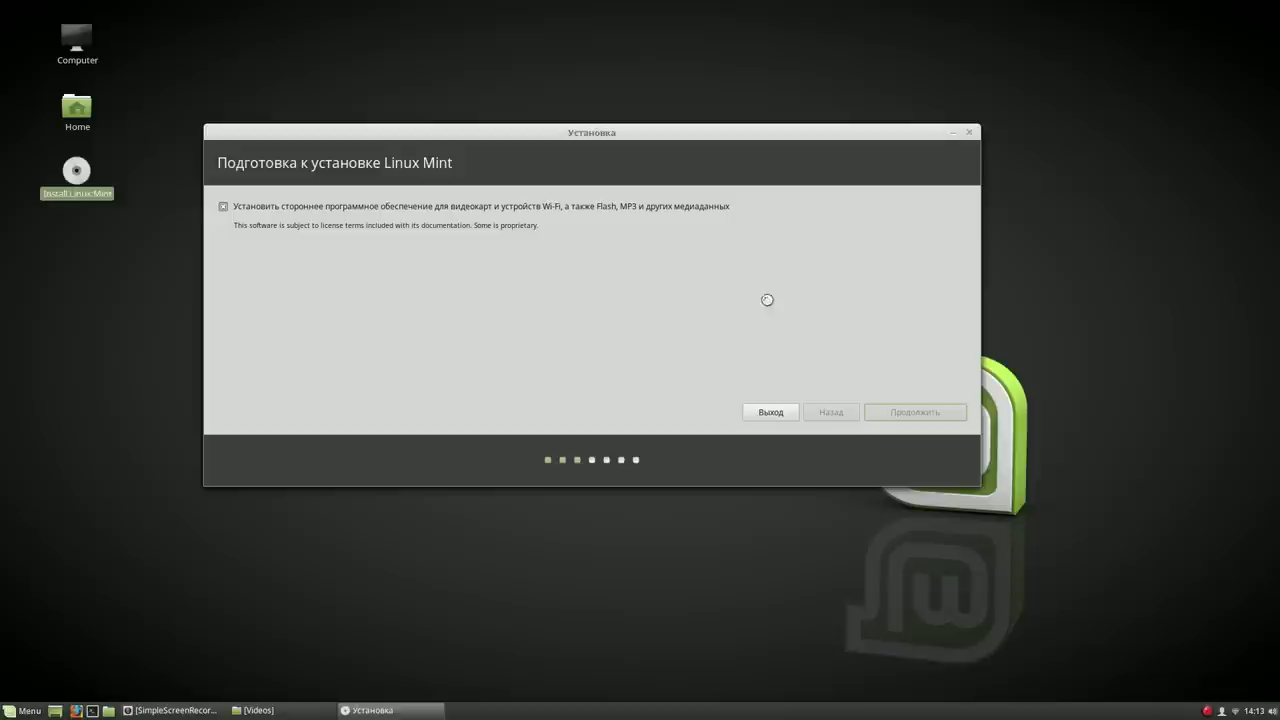 Computer
Home
Install Linux Mint
Установка
Подготовка к установке Linux Mint
Установить стороннее программное обеспечение для видеокарт и устройств Wi-Fi, а также Flash, MP3 и других медиаданных
This software is subject to license terms included with its documentation. Some is proprietary.
Выход
Назад
Продолжить
Menu
[SimpleScreenRecor...
[Videos]
Установка
14:13